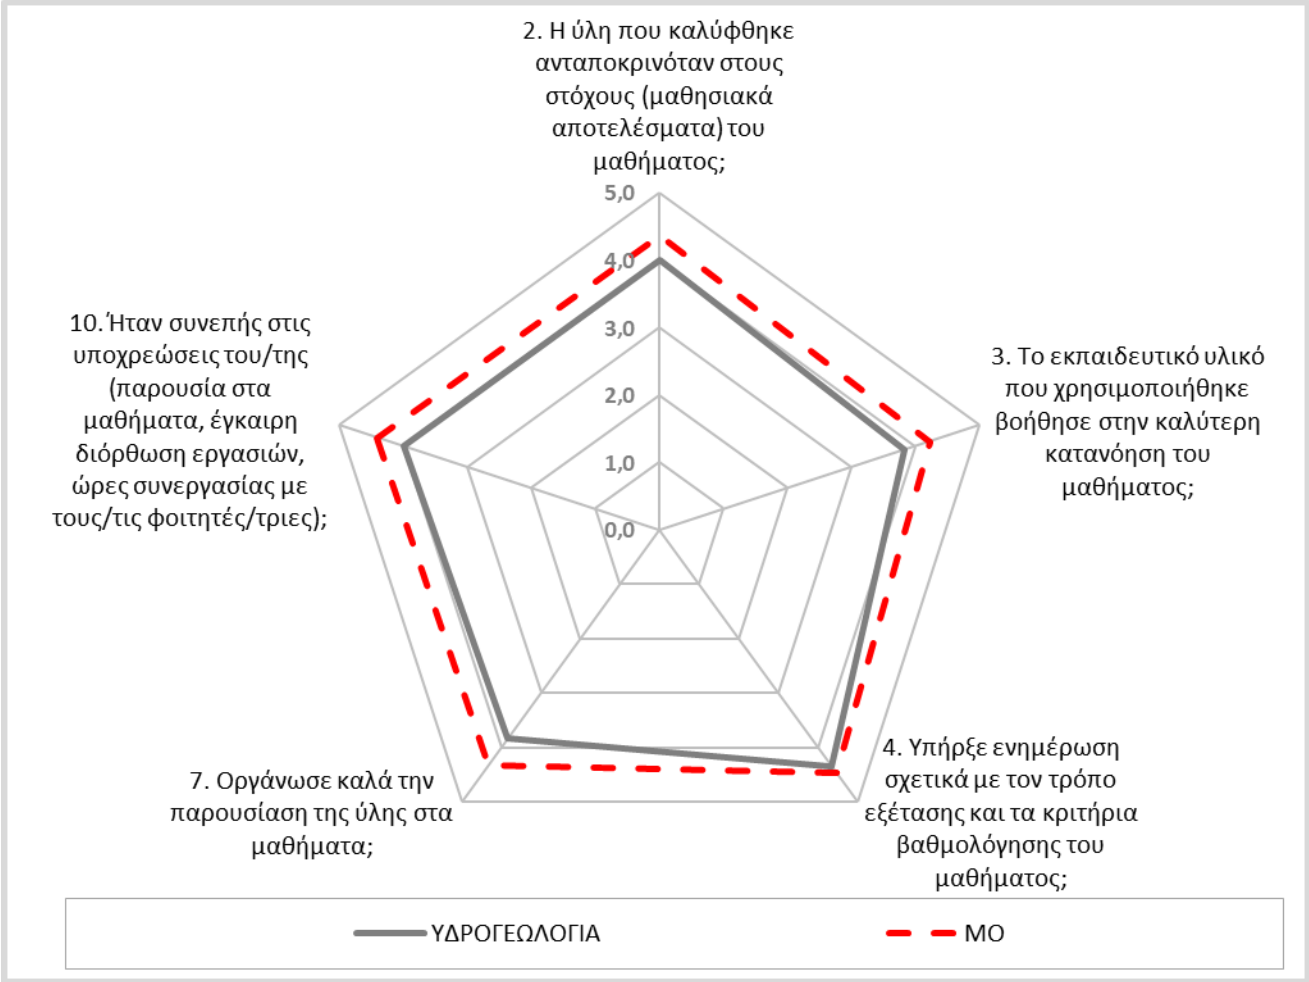 2. Η ύλη που καλύφθηκε
ανταποκρινόταν στους
στόχους (μαθησιακά
αποτελέσματα) του
μαθήματος;
5,0
4,0
3,0
2,0
1,0
0,0
3. Το εκπαιδευτικό υλικό
που χρησιμοποιήθηκε
βοήθησε στην καλύτερη
κατανόηση του
μαθήματος;
4. Υπήρξε ενημέρωση
σχετικά με τον τρόπο
εξέτασης και τα κριτήρια
βαθμολόγησης του
μαθήματος;
7. Οργάνωσε καλά την
παρουσίαση της ύλης στα
μαθήματα;
10. Ήταν συνεπής στις
υποχρεώσεις του/της
(παρουσία στα
μαθήματα, έγκαιρη
διόρθωση εργασιών,
ώρες συνεργασίας με
τους/τις φοιτητές/τριες);
ΥΔΡΟΓΕΩΛΟΓΙΑ
ΜΟ